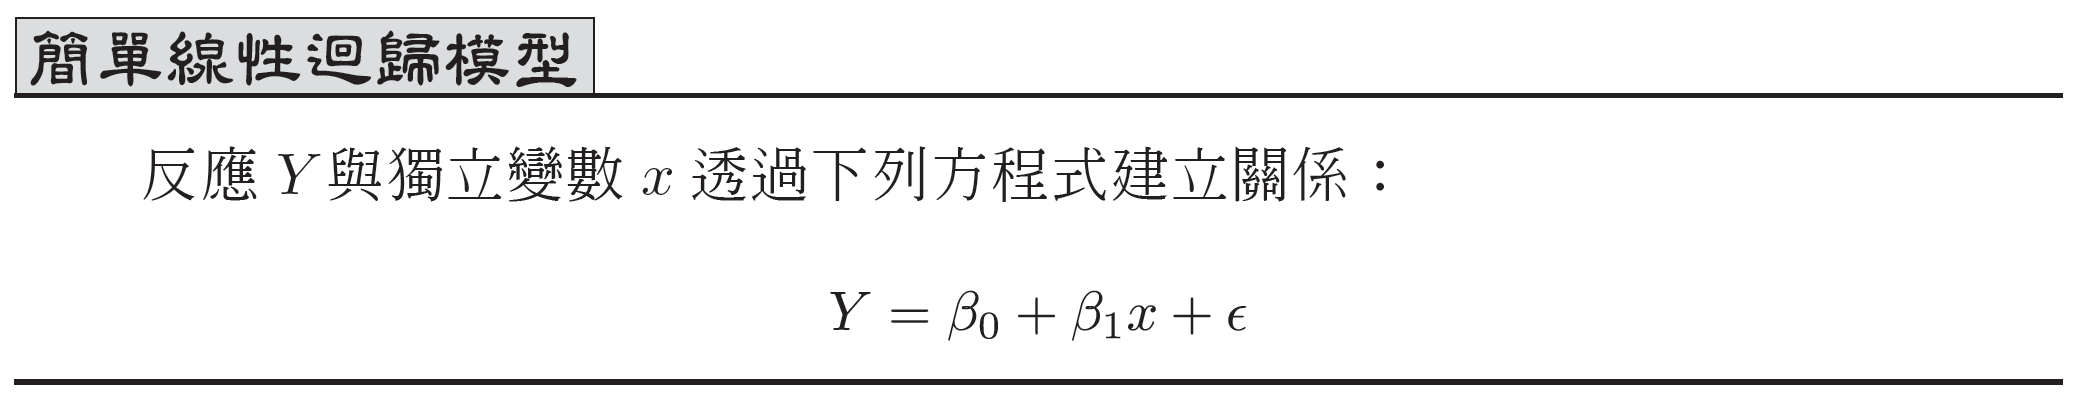 簡單線性迴歸模型
反應 Y 與獨立變數 x 透過下列方程式建立關係：
Y = β₀ + β₁x + ϵ